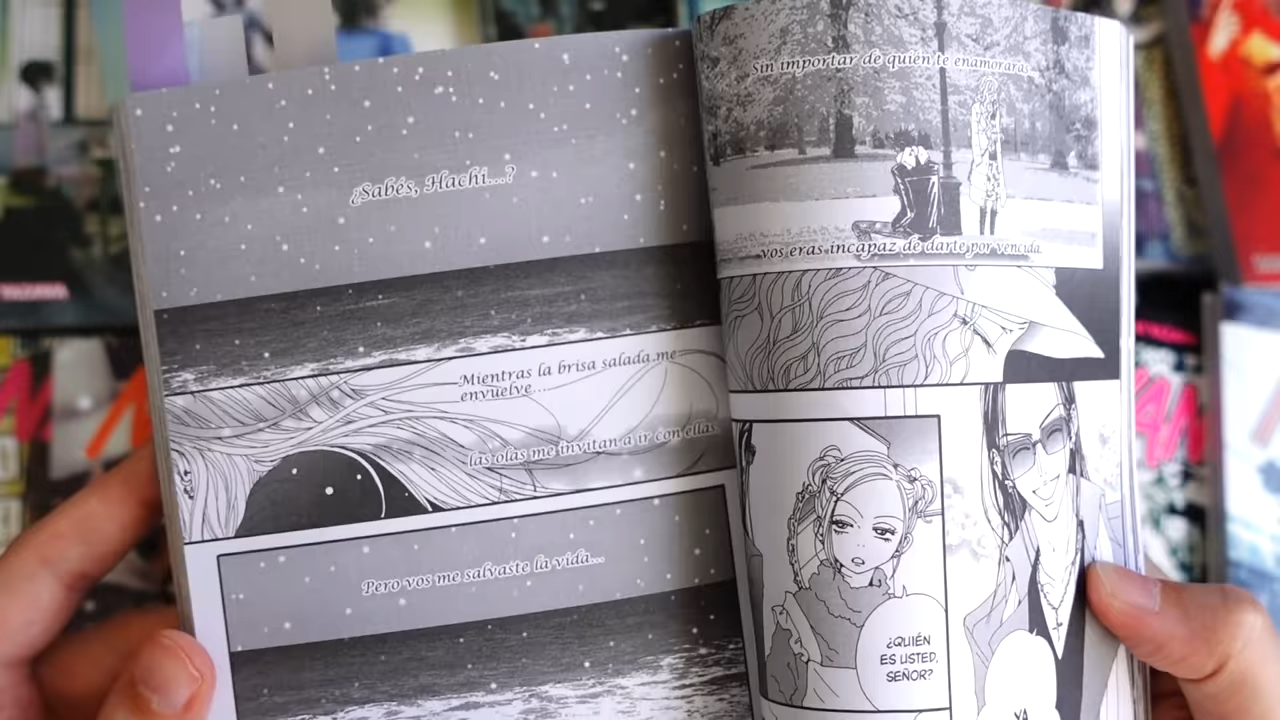 ¿Sabés, Hachi...?
Mientras la brisa salada me
envuelve...
las olas me invitan a ir con ellas.
Pero vos me salvaste la vida...
Sin importar de quién te enamoraras...
vos eras incapaz de darte por vencida.
¿QUIÉN
ES USTED,
SEÑOR?
YA